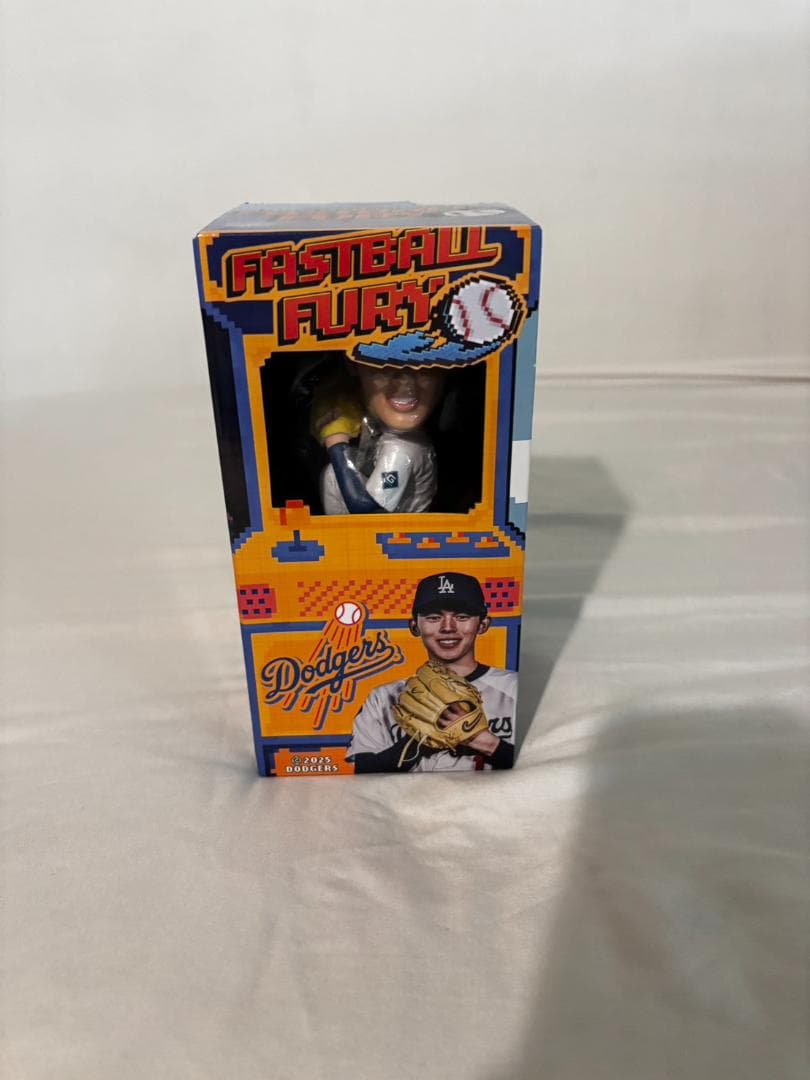 FASTBALL
FURY
G
LA
Dodgers
© 2025
DODGERS